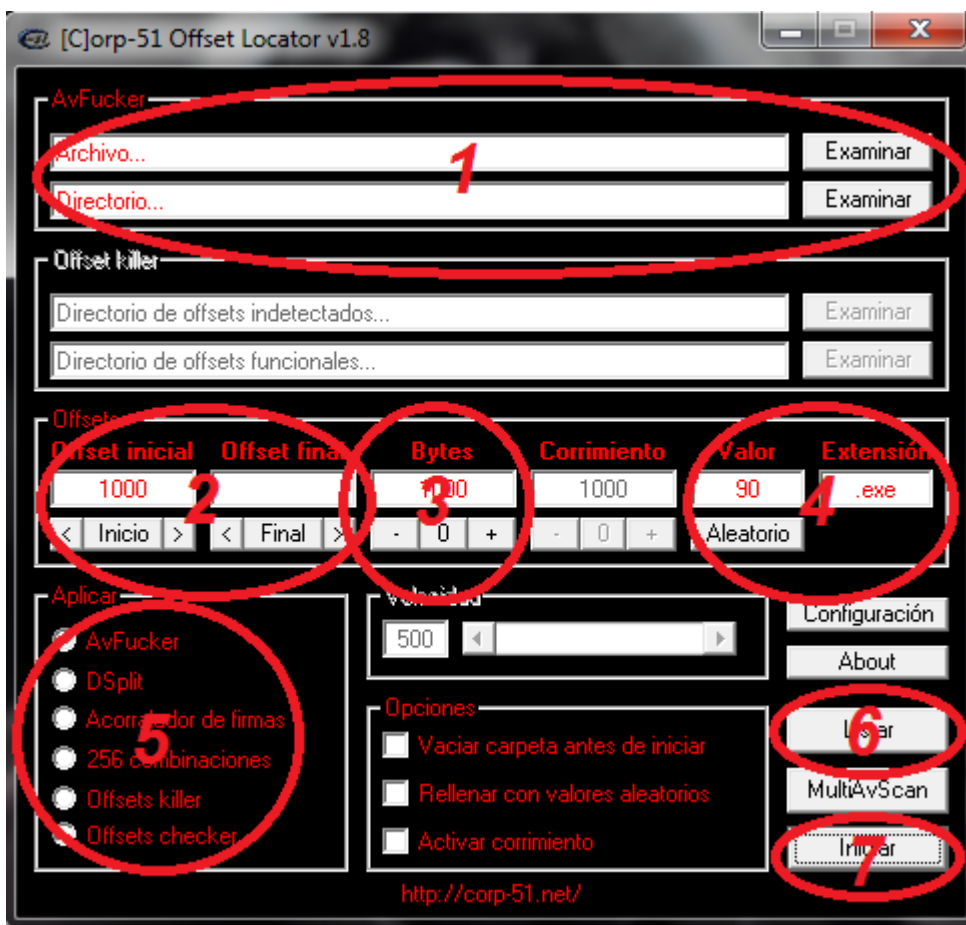 [C]orp-51 Offset Locator v1.8
AvFucker
Archivo... Examinar
1
Directorio... Examinar
Offset killer
Directorio de offsets indetectados... Examinar
Directorio de offsets funcionales... Examinar
Offsets
Offset inicial Offset final Bytes Corrimiento Valor Extensión
1000 1000 1000 90 .exe
2 3 4
< Inicio > < Final > - 0 + - 0 + Aleatorio
Aplicar Velocidad
AvFucker 500 Configuración
DSplit About
Acorralador de firmas Opciones
5 6
256 combinaciones Vaciar carpeta antes de iniciar
Offsets killer Rellenar con valores aleatorios MultiAvScan
Offsets checker Activar corrimiento Iniciar
7
http://corp-51.net/